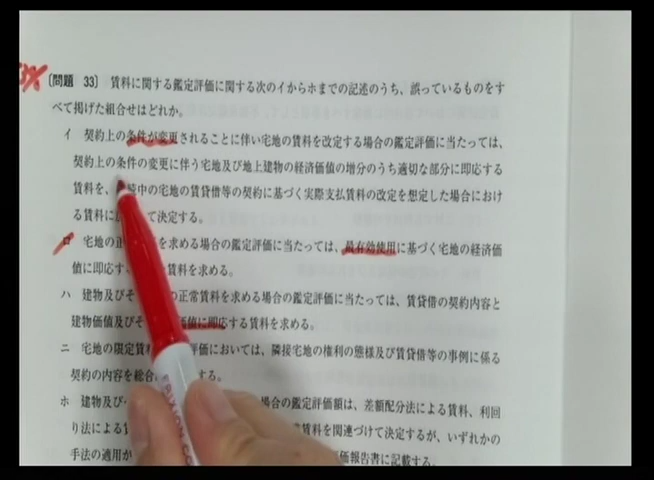 [問題 33] 賃料に関する鑑定評価に関する次のイからホまでの記述のうち、誤っているものをす
べて掲げた組合せはどれか。
イ 契約上の条件が変更されることに伴い宅地の賃料を改定する場合の鑑定評価に当たっては、
契約上の条件の変更に伴う宅地及び地上建物の経済価値の増分のうち適切な部分に即応する
賃料を、 中の宅地の賃貸借等の契約に基づく実際支払賃料の改定を想定した場合におけ
る賃料に て決定する。
ロ 宅地の正 を求める場合の鑑定評価に当たっては、最有効使用に基づく宅地の経済価
値に即応す 賃料を求める。
ハ 建物及びそ の正常賃料を求める場合の鑑定評価に当たっては、賃貸借の契約内容と
建物価値及びそ 価値に即応する賃料を求める。
ニ 宅地の限定賃 評価においては、隣接宅地の権利の態様及び賃貸借等の事例に係る
契約の内容を総合 する。
ホ 建物及び 場合の鑑定評価額は、差額配分法による賃料、利回
り法による 賃料を関連づけて決定するが、いずれかの
手法の適用が 価報告書に記載する。